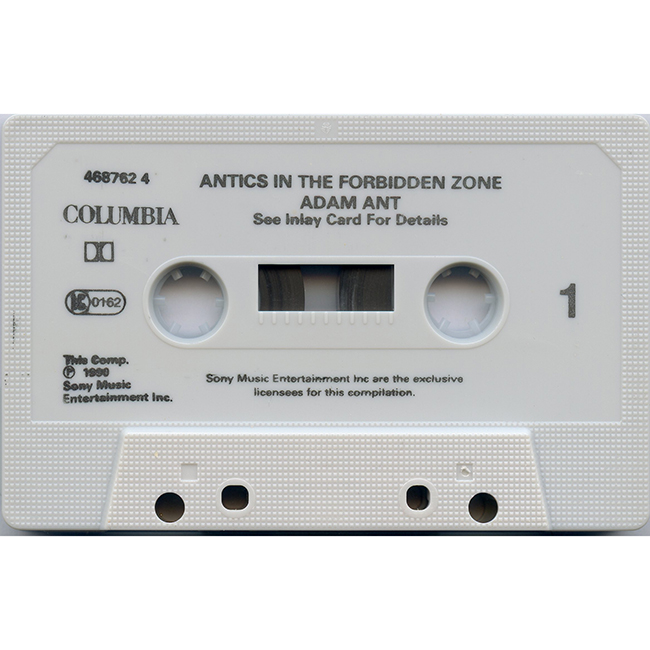 468762 4
ANTICS IN THE FORBIDDEN ZONE
ADAM ANT
See Inlay Card For Details
COLUMBIA
K 0162
1
This Comp.
℗ 1990
Sony Music
Entertainment Inc.
Sony Music Entertainment Inc are the exclusive
licensees for this compilation.